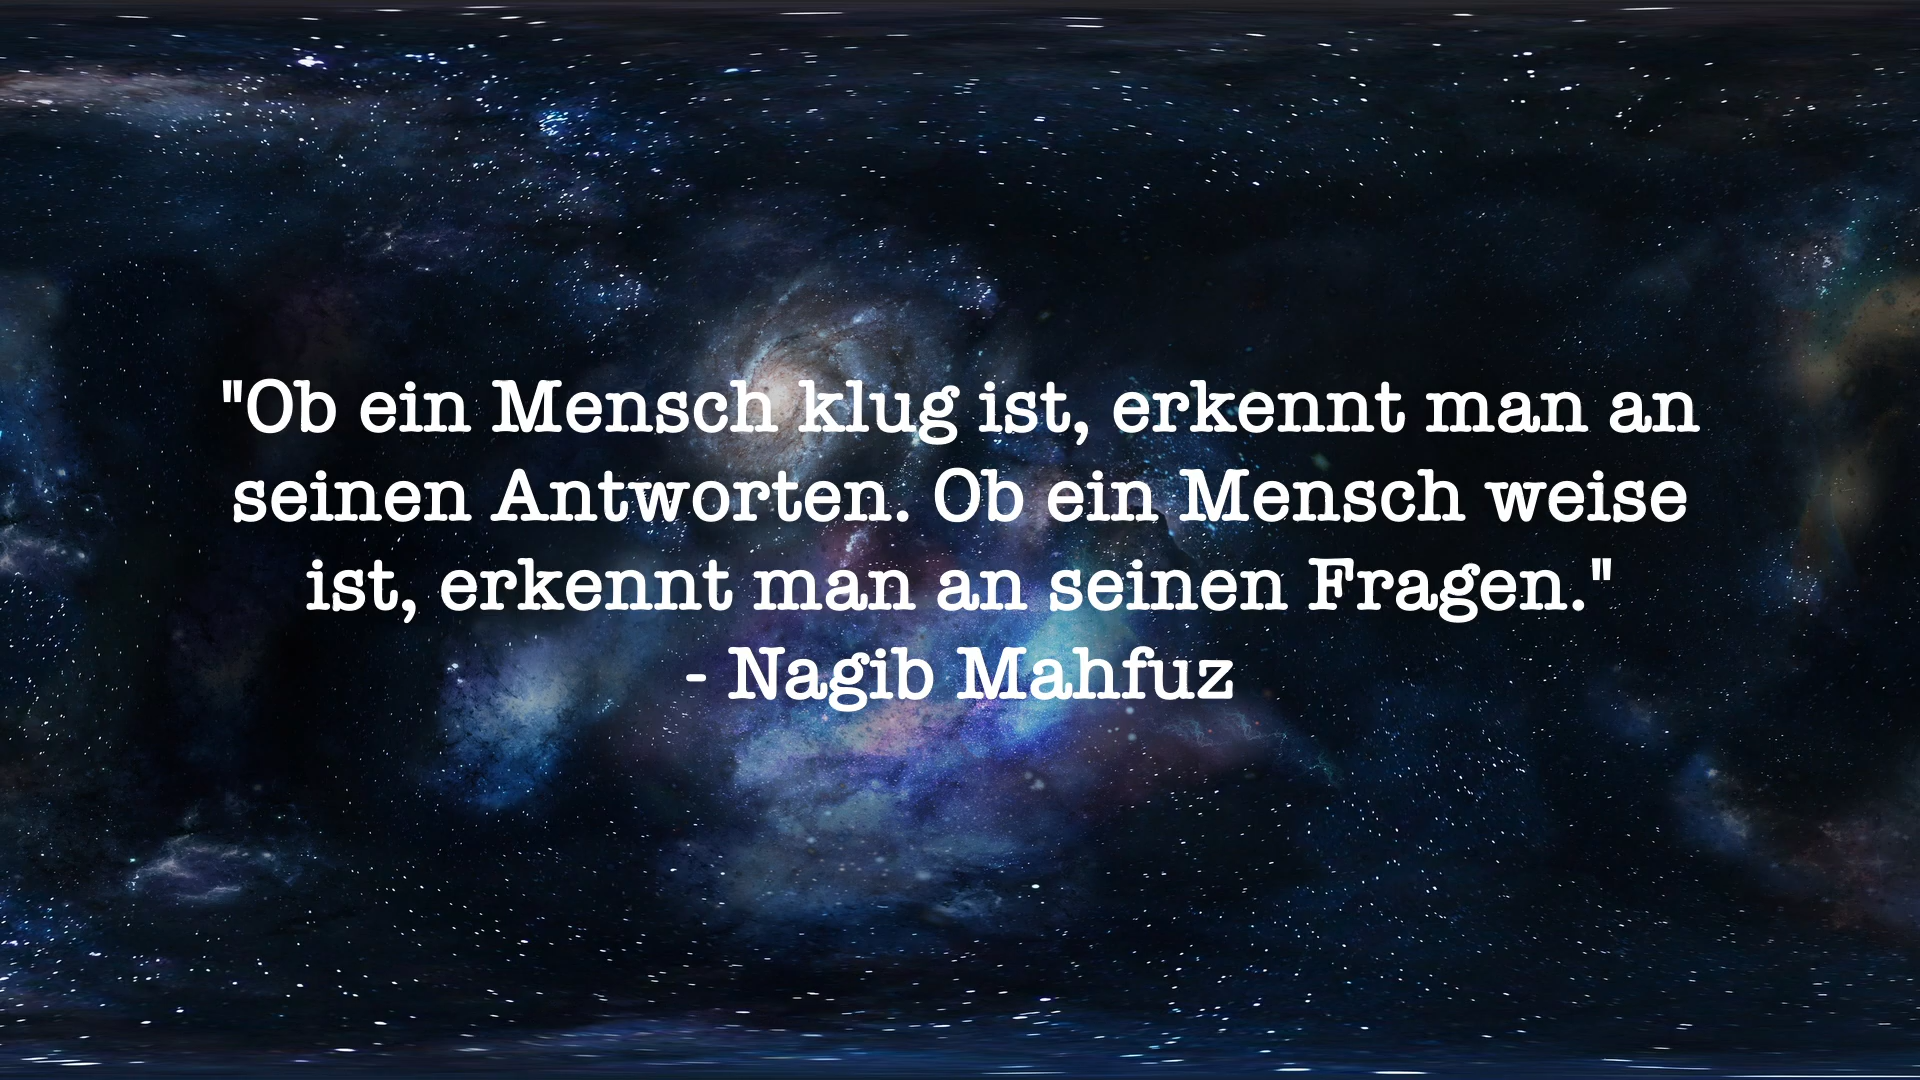 "Ob ein Mensch klug ist, erkennt man an
seinen Antworten. Ob ein Mensch weise
ist, erkennt man an seinen Fragen."
- Nagib Mahfuz